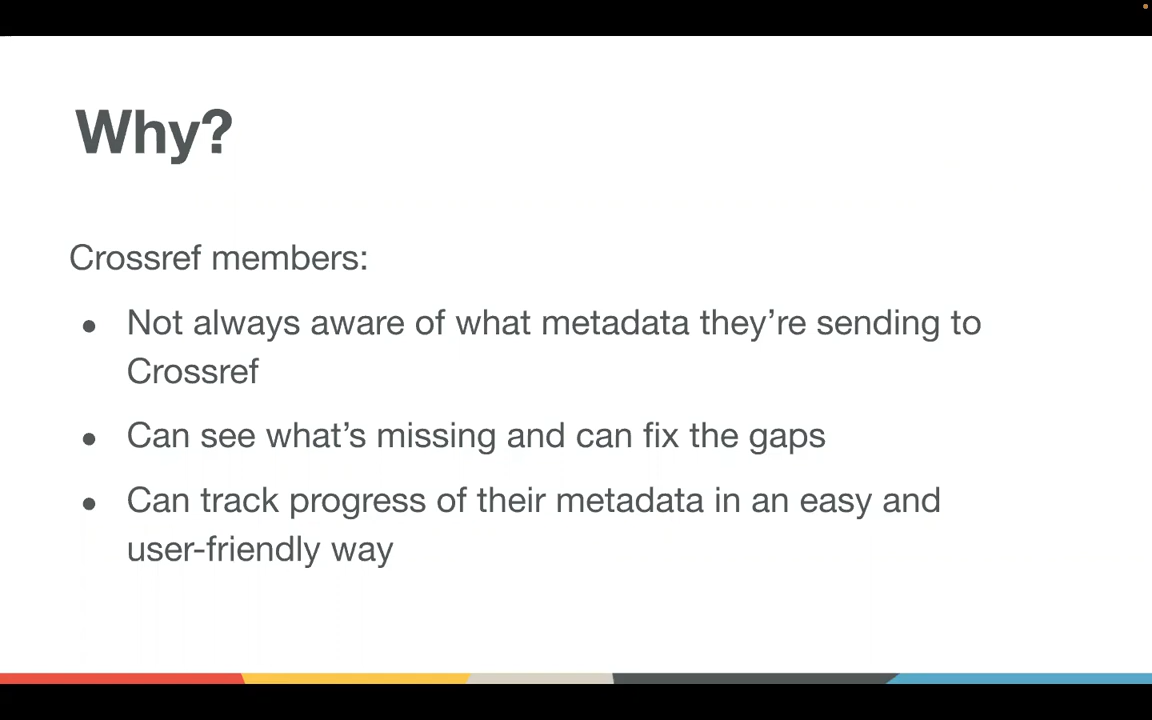 Why?
Crossref members:
● Not always aware of what metadata they’re sending to
Crossref
● Can see what’s missing and can fix the gaps
● Can track progress of their metadata in an easy and
user-friendly way